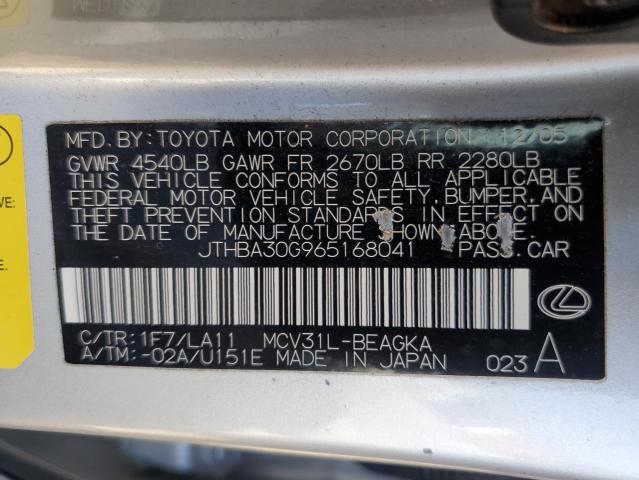 MFD. BY: TOYOTA MOTOR CORPORATION 12/05
GVWR 4540LB GAWR FR 2670LB RR 2280LB
THIS VEHICLE CONFORMS TO ALL APPLICABLE
FEDERAL MOTOR VEHICLE SAFETY, BUMPER, AND
THEFT PREVENTION STANDARDS IN EFFECT ON
THE DATE OF MANUFACTURE SHOWN ABOVE.
JTHBA30G965168041 PASS. CAR
C/TR: 1F7/LA11 MCV31L-BEAGKA
A/TM: -02A/U151E MADE IN JAPAN 023 A